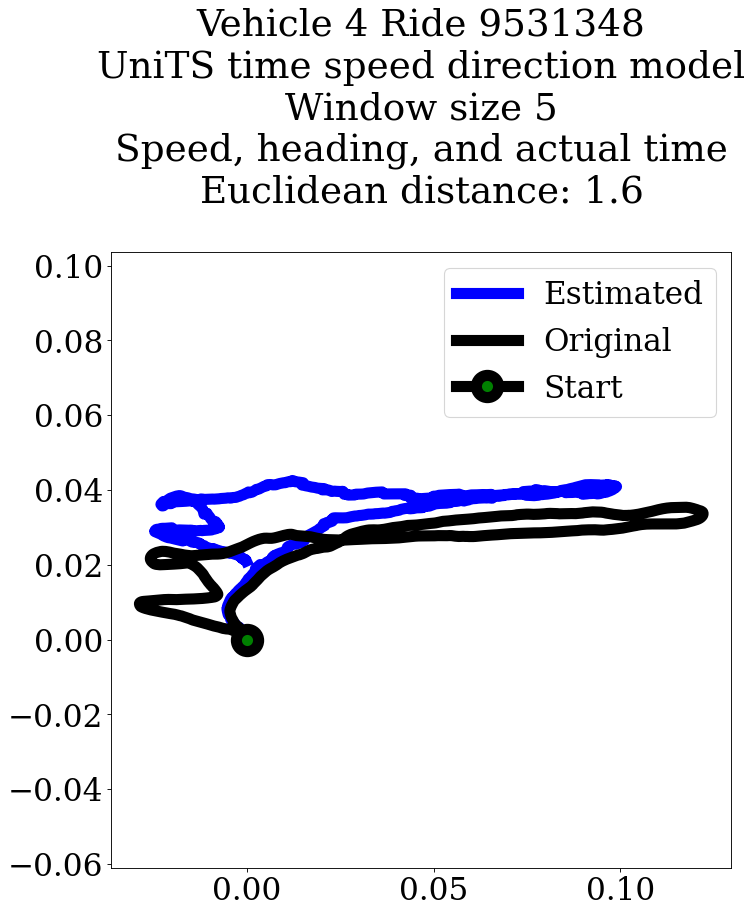 Vehicle 4 Ride 9531348
UniTS time speed direction model
Window size 5
Speed, heading, and actual time
Euclidean distance: 1.6
Estimated
Original
Start
0.10
0.08
0.06
0.04
0.02
0.00
−0.02
−0.04
−0.06
0.00 0.05 0.10